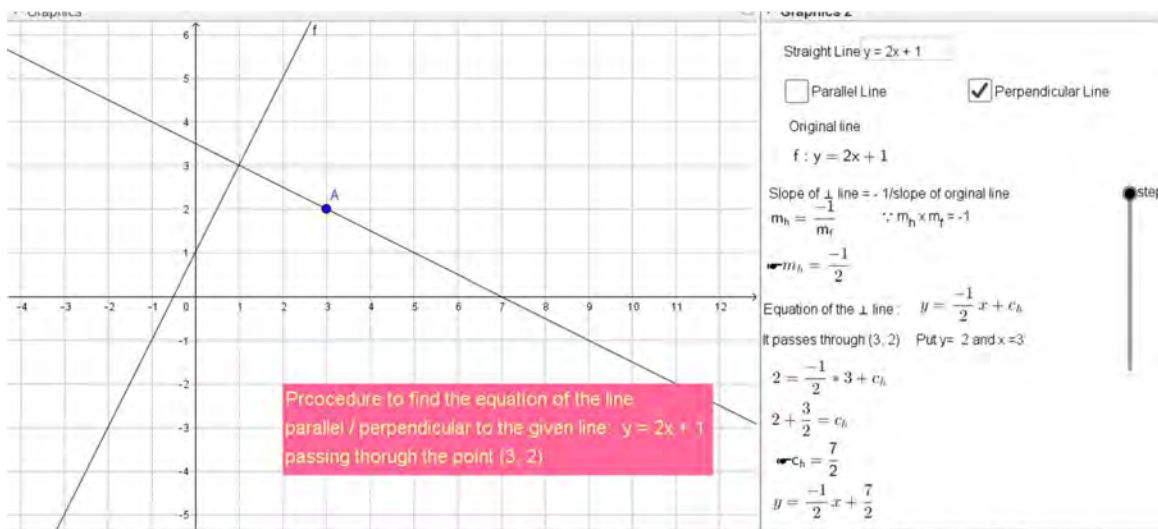 Graphics
f
6
5
4
3
2
1
-4 -3 -2 -1 0 1 2 3 4 5 6 7 8 9 10 11 12
-1
-2
-3
-4
-5
A
Prcocedure to find the equation of the line
parallel / perpendicular to the given line: y = 2x + 1
passing thorugh the point (3, 2)
Graphics 2
Straight Line y = 2x + 1
Parallel Line Perpendicular Line
Original line
f : y = 2x + 1
Slope of ⊥ line = - 1/slope of orginal line
m_h = -1/m_f ∵ m_h x m_f = -1
☛m_h = -1/2
Equation of the ⊥ line : y = -1/2 x + c_h
It passes through (3, 2) Put y= 2 and x =3
2 = -1/2 * 3 + c_h
2 + 3/2 = c_h
☛c_h = 7/2
y = -1/2 x + 7/2
step